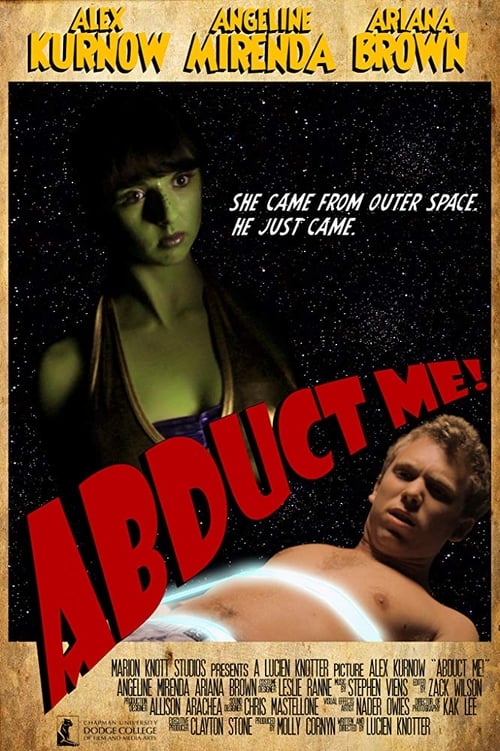 ALEX KURNOW ANGELINE MIRENDA ARIANA BROWN
SHE CAME FROM OUTER SPACE.
HE JUST CAME.
ABDUCT ME!
MARION KNOTT STUDIOS PRESENTS A LUCIEN KNOTTER PICTURE ALEX KURNOW "ABDUCT ME!"
ANGELINE MIRENDA ARIANA BROWN COSTUME DESIGNER LESLIE RANNE MUSIC BY STEPHEN VIENS EDITED BY ZACK WILSON
PRODUCTION DESIGNER ALLISON ARACHEA SOUND DESIGNER CHRIS MASTELLONE VISUAL EFFECTS ARTIST NADER OWIES DIRECTOR OF PHOTOGRAPHY KAK LEE
EXECUTIVE PRODUCER CLAYTON STONE PRODUCED BY MOLLY CORNYN WRITTEN AND DIRECTED BY LUCIEN KNOTTER
CHAPMAN UNIVERSITY
DODGE COLLEGE
OF FILM AND MEDIA ARTS